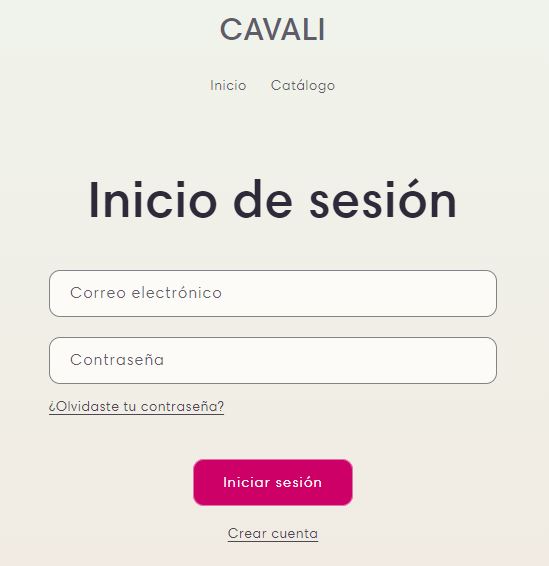 CAVALI
Inicio Catálogo
Inicio de sesión
Correo electrónico
Contraseña
¿Olvidaste tu contraseña?
Iniciar sesión
Crear cuenta